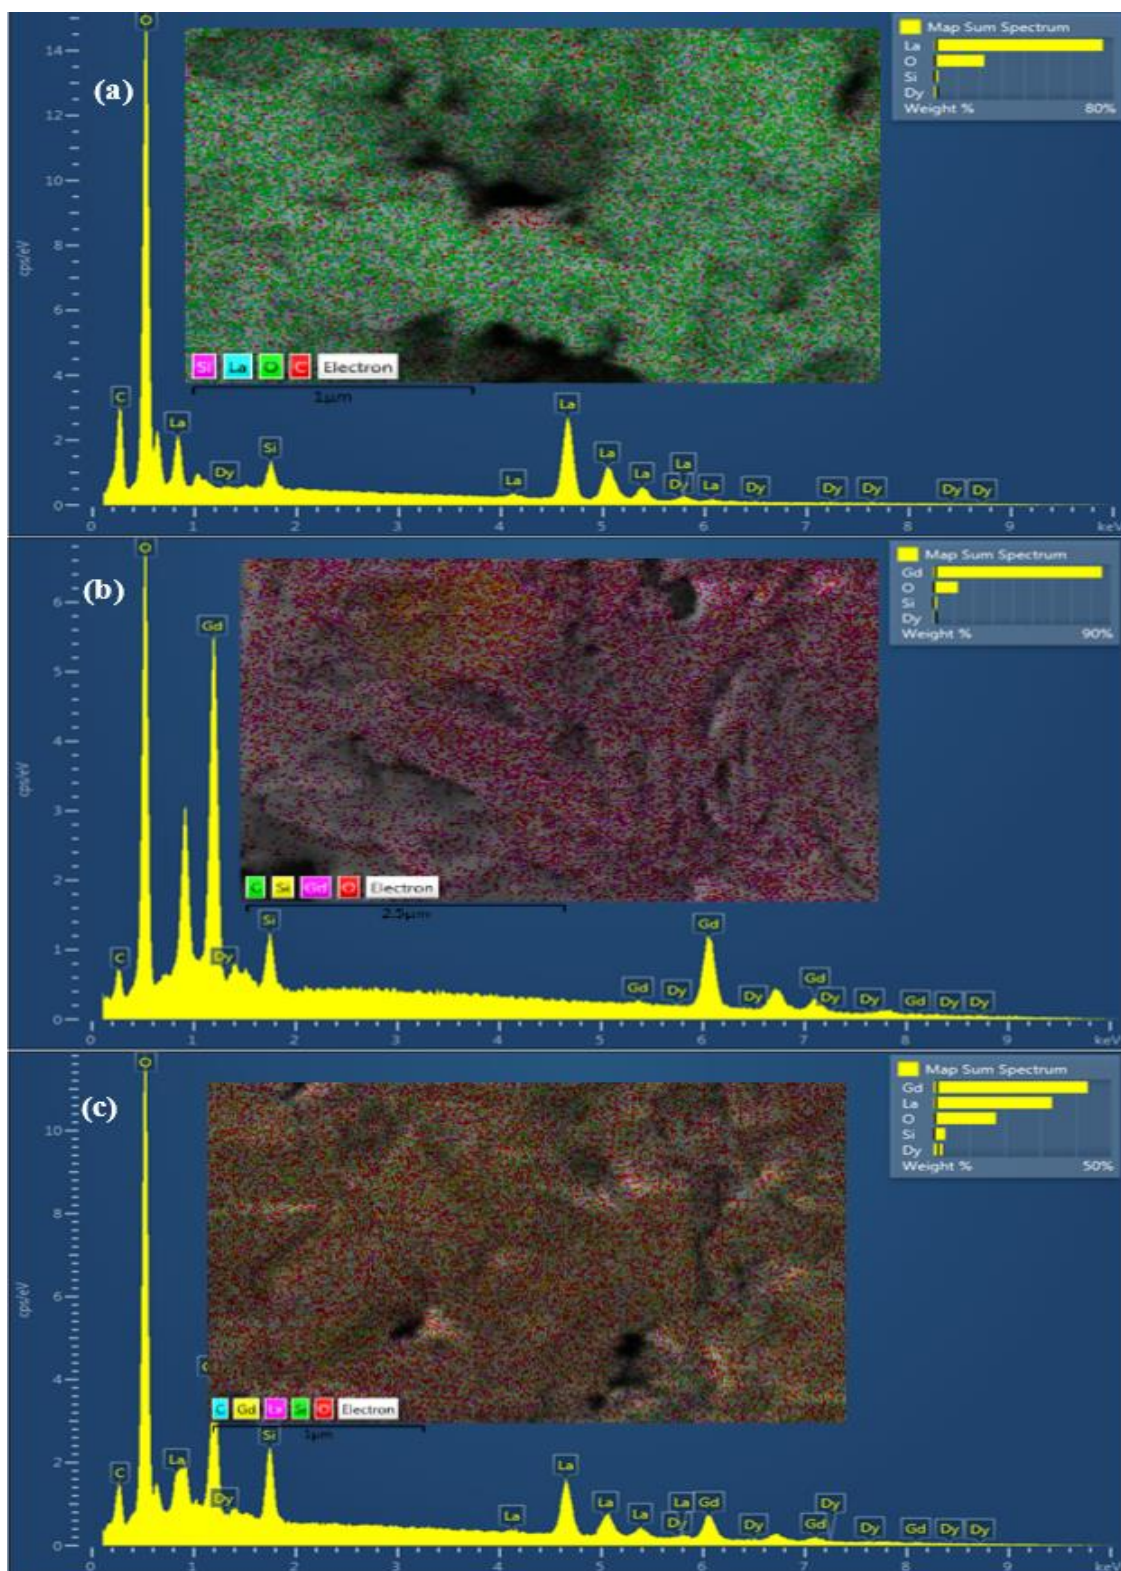 (a)
cps/eV
14
12
10
8
6
4
2
0
O
C
La
Dy
Si
La
La
La
La
La
Dy
La
Dy
Dy
Dy
Dy
Dy
Si La O C Electron
1µm
Map Sum Spectrum
La
O
Si
Dy
Weight % 80%
0 1 2 3 4 5 6 7 8 9 keV
(b)
cps/eV
6
5
4
3
2
1
0
O
Gd
C
Dy
Si
Gd
Dy
Gd
Dy
Gd
Dy
Dy
Gd
Dy
Dy
Si Gd O Electron
2.5µm
Map Sum Spectrum
Gd
O
Si
Dy
Weight % 90%
0 1 2 3 4 5 6 7 8 9 keV
(c)
cps/eV
10
8
6
4
2
0
O
C
La
Dy
Si
La
La
La
La
La
Dy
Gd
Dy
Gd
Dy
Dy
Gd
Dy
Dy
C Gd La Si O Electron
1µm
Map Sum Spectrum
Gd
La
O
Si
Dy
Weight % 50%
0 1 2 3 4 5 6 7 8 9 keV